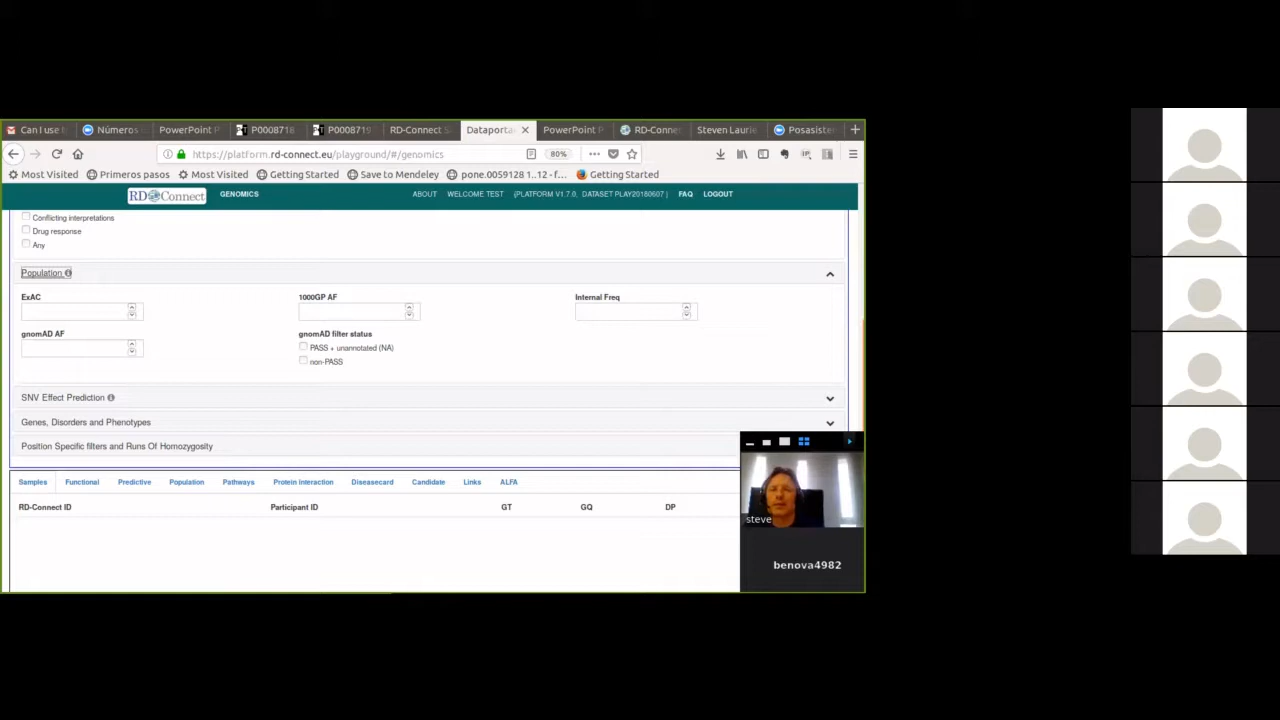 Can I use f
Números
PowerPoint P
P0008718
P0008719
RD-Connect S
Dataporta
PowerPoint P
RD-Conne
Steven Laurie
Posasiste
https://platform.rd-connect.eu/playground/#/genomics
80%
Most Visited
Primeros pasos
Most Visited
Getting Started
Save to Mendeley
pone.0059128 1..12 - f...
Getting Started
RD Connect
GENOMICS
ABOUT
WELCOME TEST
(PLATFORM V1.7.0, DATASET PLAY20180607 )
FAQ
LOGOUT
Conflicting interpretations
Drug response
Any
Population
ExAC
1000GP AF
Internal Freq
gnomAD AF
gnomAD filter status
PASS + unannotated (NA)
non-PASS
SNV Effect Prediction
Genes, Disorders and Phenotypes
Position Specific filters and Runs Of Homozygosity
Samples
Functional
Predictive
Population
Pathways
Protein Interaction
Diseasecard
Candidate
Links
ALFA
RD-Connect ID
Participant ID
GT
GQ
DP
steve
benova4982